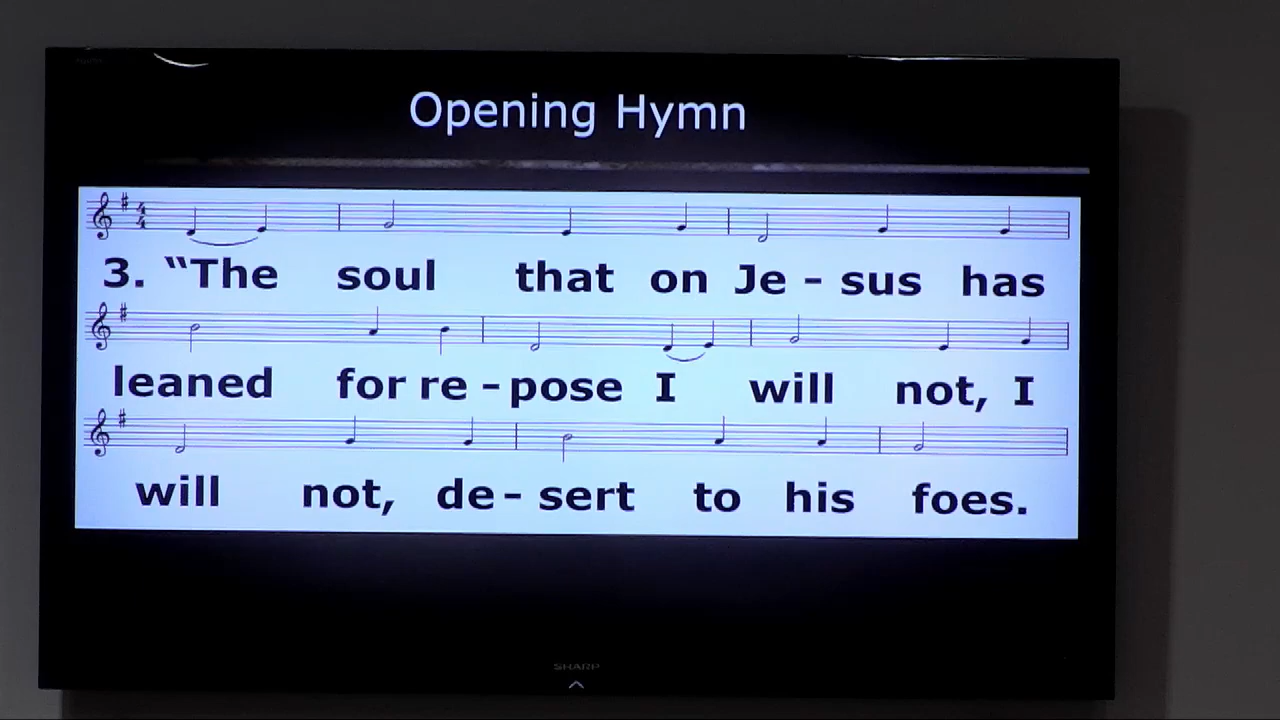 Opening Hymn
3. “The soul that on Je - sus has
leaned for re - pose I will not, I
will not, de - sert to his foes.
SHARP